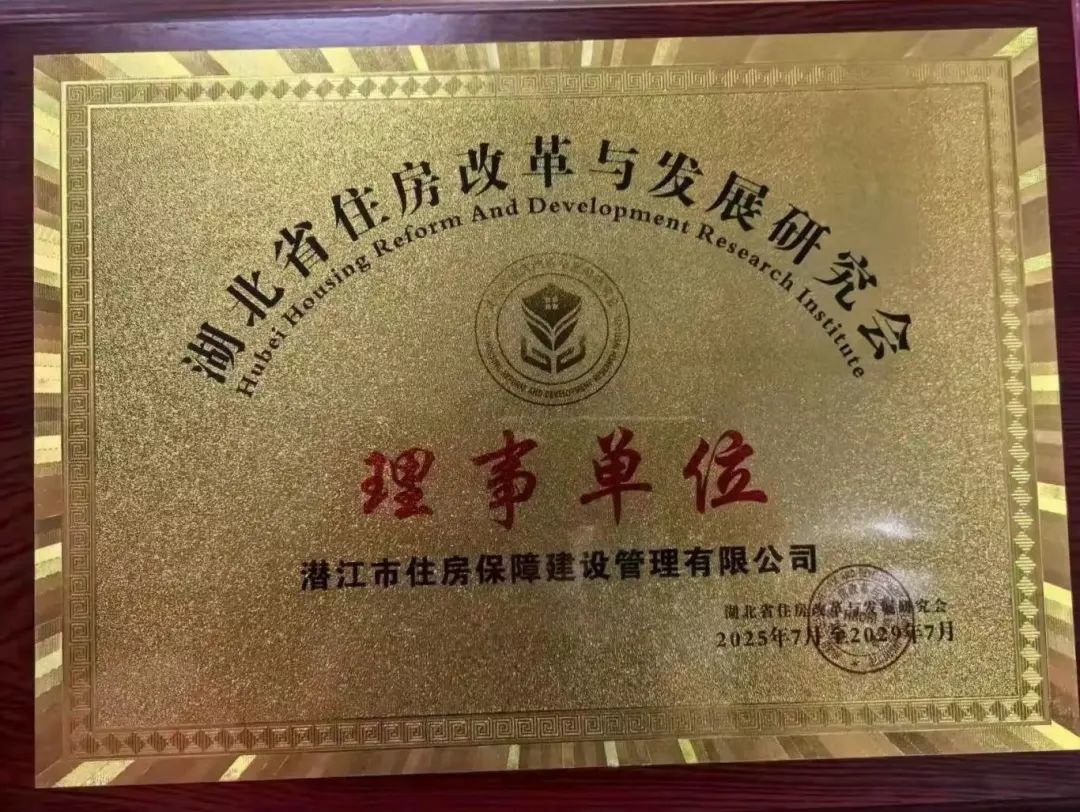 湖北省住房改革与发展研究会
Hubei Housing Reform And Development Research Institute
理事单位
潜江市住房保障建设管理有限公司
湖北省住房改革与发展研究会
2025年7月至2029年7月